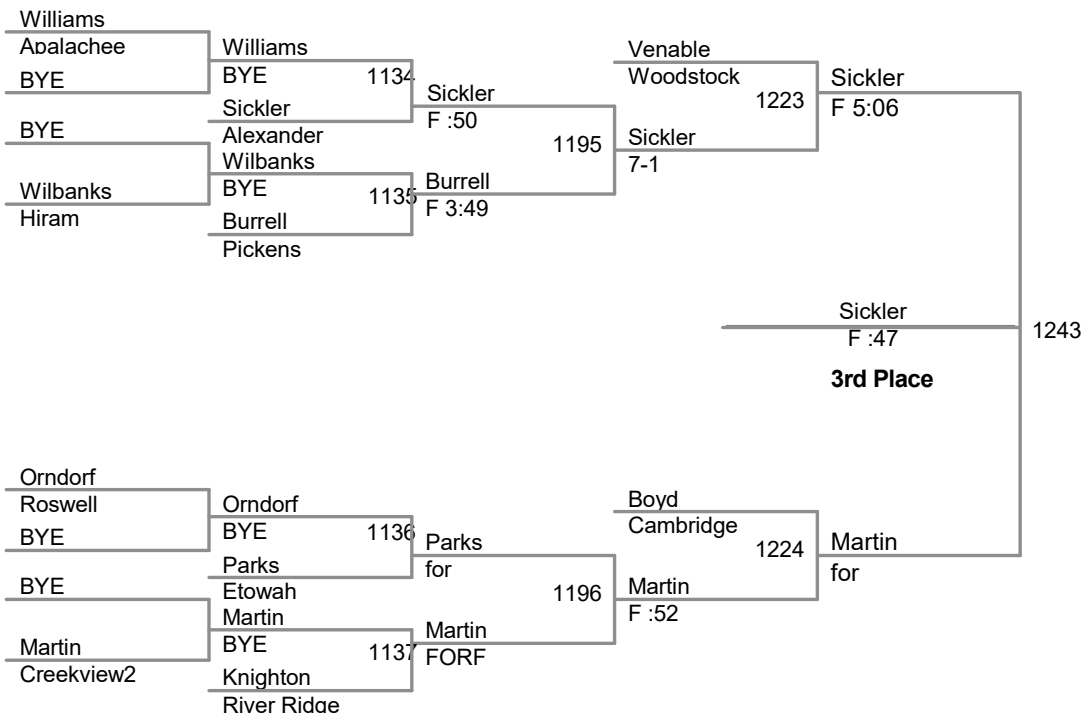 Williams
Apalachee
BYE
BYE
Wilbanks
Hiram
Williams
BYE
1134
Sickler
Alexander
Wilbanks
BYE
1135
Burrell
Pickens
Sickler
F :50
1195
Burrell
F 3:49
Venable
Woodstock
1223
Sickler
7-1
Sickler
F 5:06
Sickler
F :47
1243
3rd Place
Orndorf
Roswell
BYE
BYE
Martin
Creekview2
Orndorf
BYE
1136
Parks
Etowah
Martin
BYE
1137
Knighton
River Ridge
Parks
for
1196
Martin
FORF
Boyd
Cambridge
1224
Martin
F :52
Martin
for